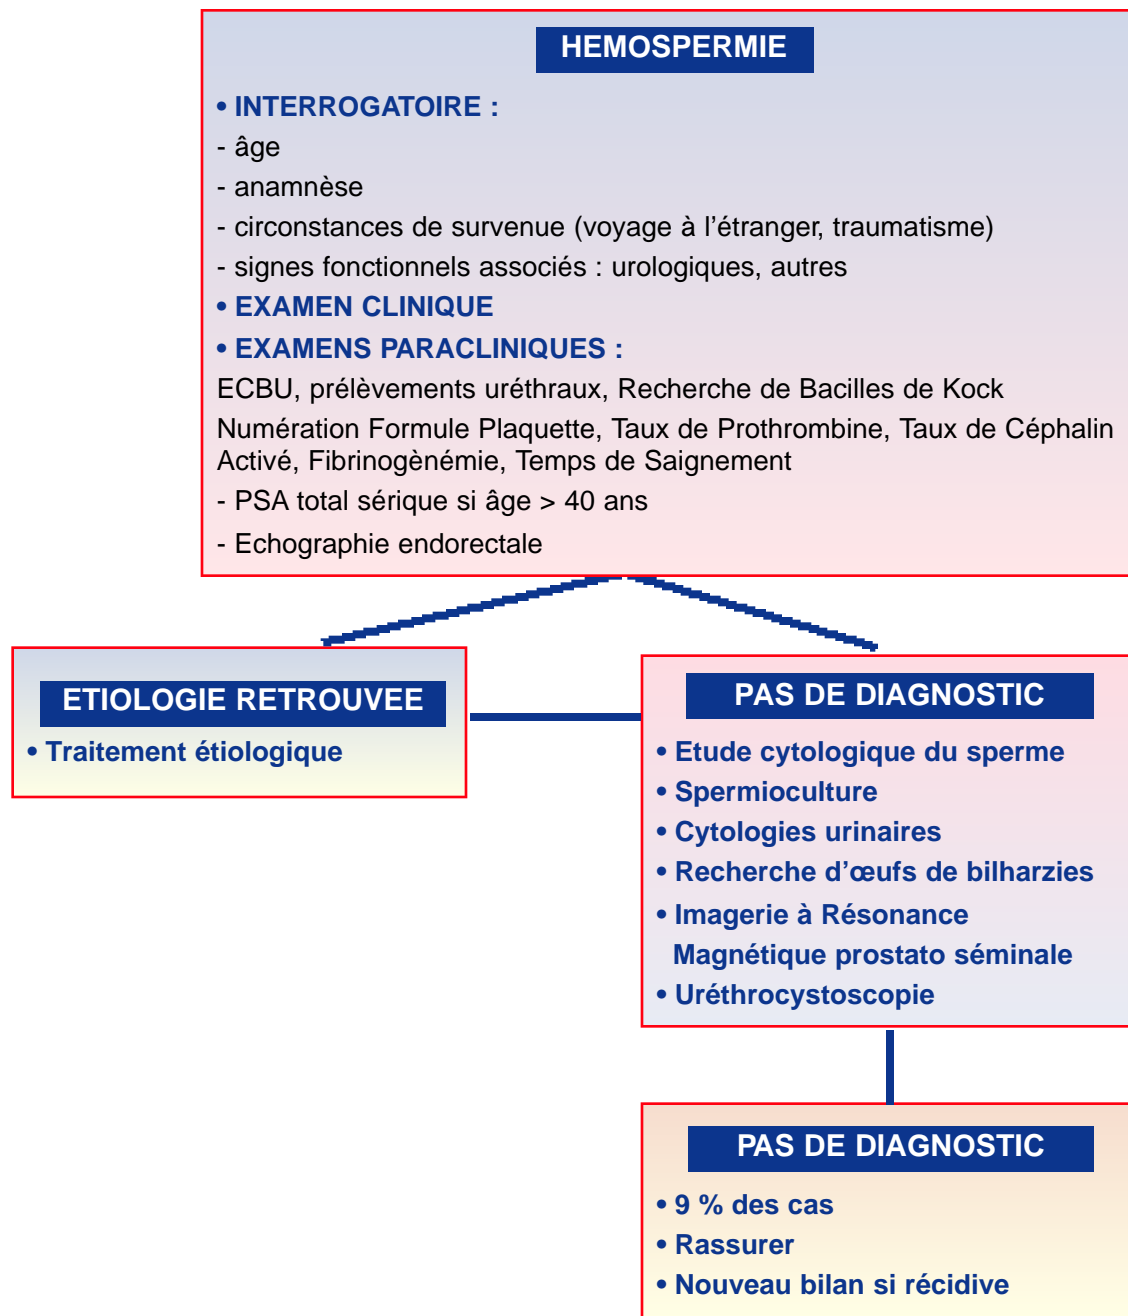 HEMOSPERMIE
• INTERROGATOIRE :
- âge
- anamnèse
- circonstances de survenue (voyage à l'étranger, traumatisme)
- signes fonctionnels associés : urologiques, autres
• EXAMEN CLINIQUE
• EXAMENS PARACLINIQUES :
ECBU, prélèvements uréthraux, Recherche de Bacilles de Kock
Numération Formule Plaquette, Taux de Prothrombine, Taux de Céphalin
Activé, Fibrinogènémie, Temps de Saignement
- PSA total sérique si âge > 40 ans
- Echographie endorectale
ETIOLOGIE RETROUVEE
• Traitement étiologique
PAS DE DIAGNOSTIC
• Etude cytologique du sperme
• Spermioculture
• Cytologies urinaires
• Recherche d'œufs de bilharzies
• Imagerie à Résonance
Magnétique prostato séminale
• Uréthrocystoscopie
PAS DE DIAGNOSTIC
• 9 % des cas
• Rassurer
• Nouveau bilan si récidive